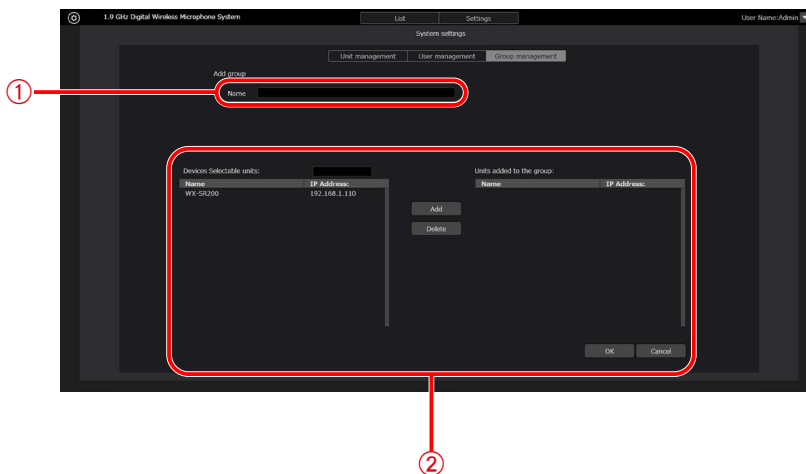 1.9 GHz Digital Wireless Microphone System List Settings User Name:Admin
System settings
Unit management User management Group management
Add group
① Name
Devices Selectable units: Units added to the group:
Name IP Address: Name IP Address:
WX-SR200 192.168.1.110
Add
Delete
OK Cancel
②